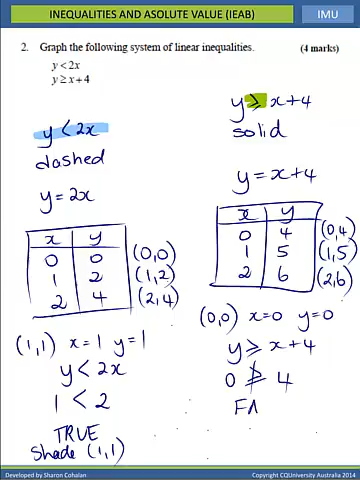 INEQUALITIES AND ASOLUTE VALUE (IEAB)
IMU
2. Graph the following system of linear inequalities. (4 marks)
y < 2x
y ≥ x + 4
y < 2x
dashed
y = 2x
x y
0 0 (0,0)
1 2 (1,2)
2 4 (2,4)
(1,1) x = 1 y = 1
y < 2x
1 < 2
TRUE
Shade (1,1)
y ≥ x + 4
solid
y = x + 4
x y
0 4 (0,4)
1 5 (1,5)
2 6 (2,6)
(0,0) x = 0 y = 0
y ≥ x + 4
0 ≱ 4
FA
Developed by Sharon Cohalan
Copyright CQUniversity Australia 2014